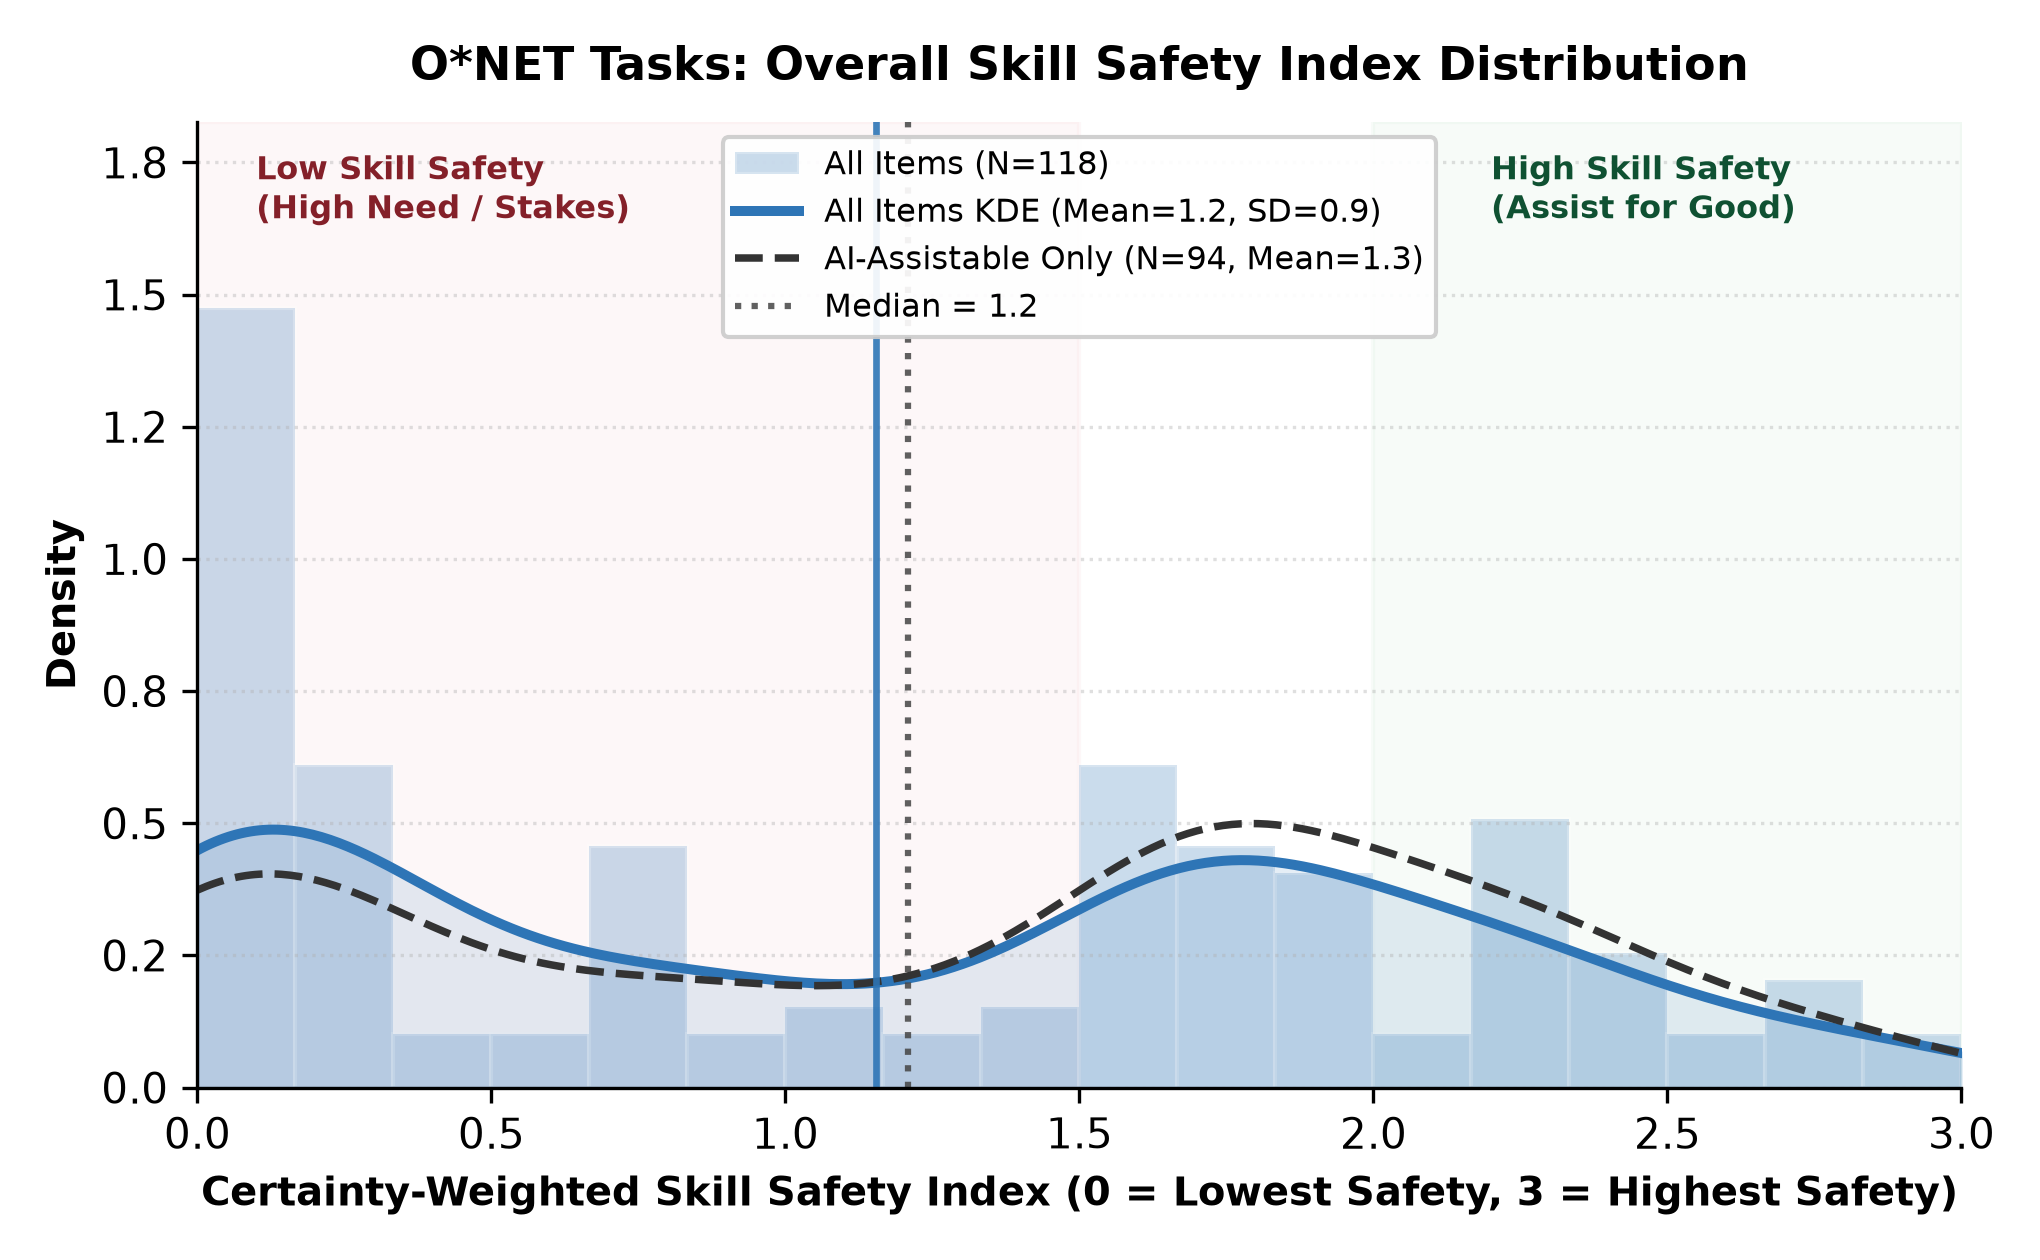 O*NET Tasks: Overall Skill Safety Index Distribution
Low Skill Safety
(High Need / Stakes)
All Items (N=118)
All Items KDE (Mean=1.2, SD=0.9)
AI-Assistable Only (N=94, Mean=1.3)
Median = 1.2
High Skill Safety
(Assist for Good)
Density
1.8
1.5
1.2
1.0
0.8
0.5
0.2
0.0
0.0 0.5 1.0 1.5 2.0 2.5 3.0
Certainty-Weighted Skill Safety Index (0 = Lowest Safety, 3 = Highest Safety)